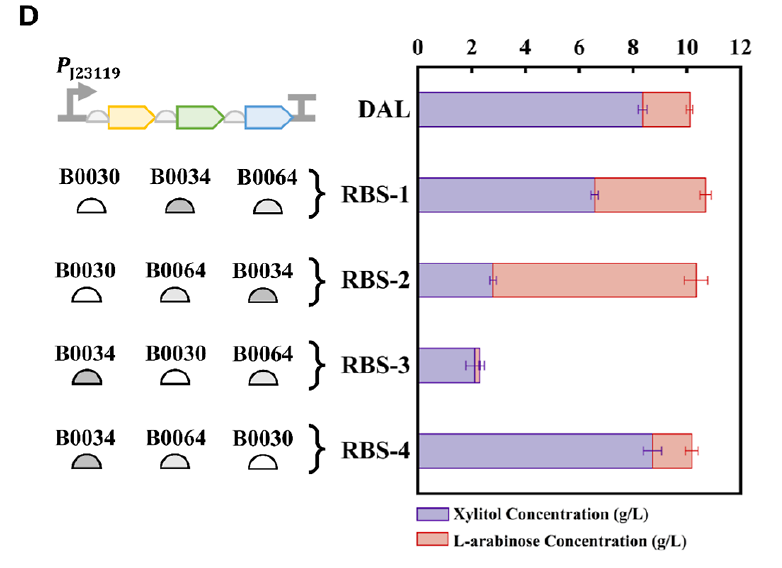 D
0 2 4 6 8 10 12
PJ23119
DAL
B0030 B0034 B0064
RBS-1
B0030 B0064 B0034
RBS-2
B0034 B0030 B0064
RBS-3
B0034 B0064 B0030
RBS-4
Xylitol Concentration (g/L)
L-arabinose Concentration (g/L)